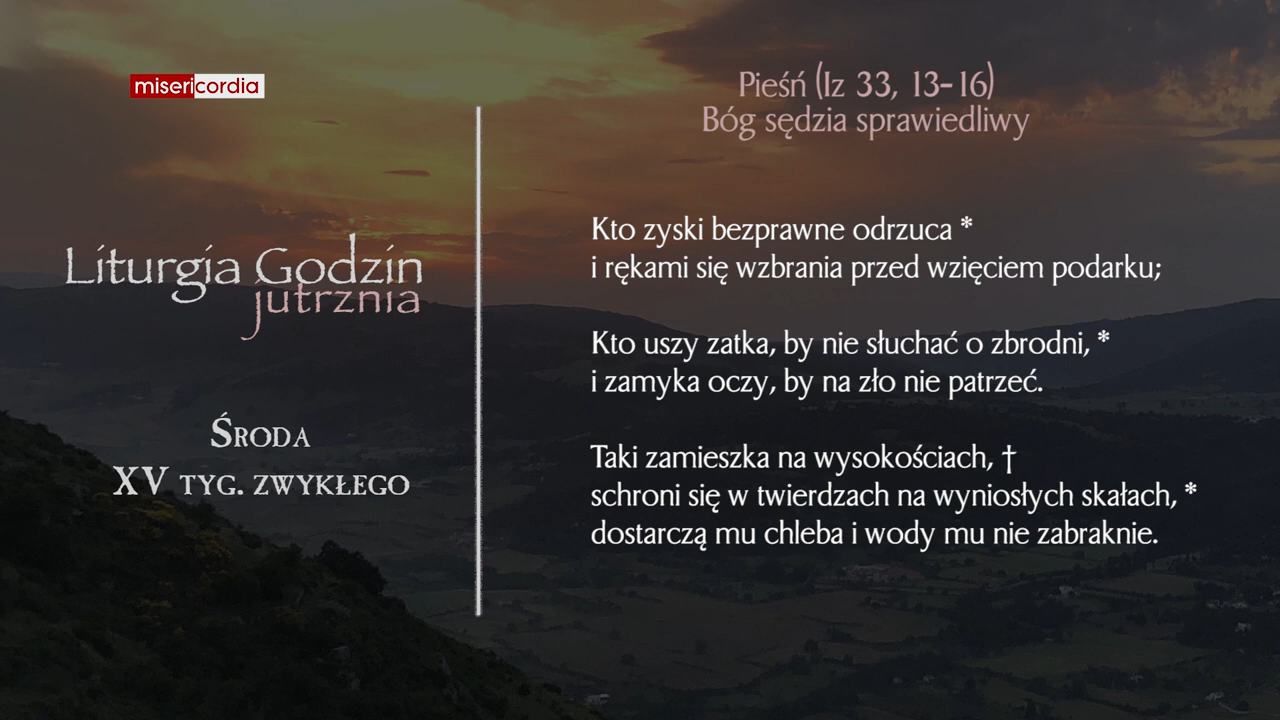 misericordia
Liturgia Godzin
jutrznia
Środa
XV tyg. zwykłego
Pieśń (Iz 33, 13-16)
Bóg sędzia sprawiedliwy
Kto zyski bezprawne odrzuca *
i rękami się wzbrania przed wzięciem podarku;
Kto uszy zatka, by nie słuchać o zbrodni, *
i zamyka oczy, by na zło nie patrzeć.
Taki zamieszka na wysokościach, †
schroni się w twierdzach na wyniosłych skałach, *
dostarczą mu chleba i wody mu nie zabraknie.